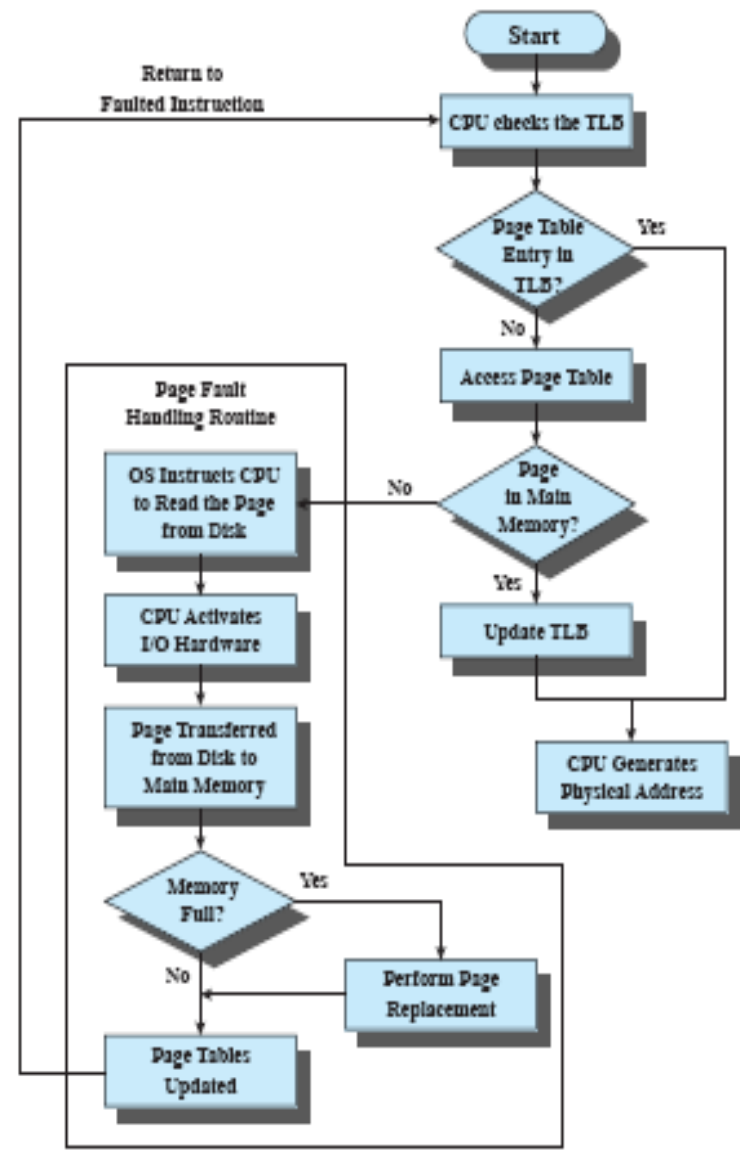 Start
Return to
Faulted Instruction
CPU checks the TLB
Page Table
Entry in
TLB?
Yes
No
Access Page Table
Page Fault
Handling Routine
OS Instructs CPU
to Read the Page
from Disk
No
Page
in Main
Memory?
Yes
CPU Activates
I/O Hardware
Update TLB
Page Transferred
from Disk to
Main Memory
CPU Generates
Physical Address
Memory
Full?
Yes
No
Perform Page
Replacement
Page Tables
Updated